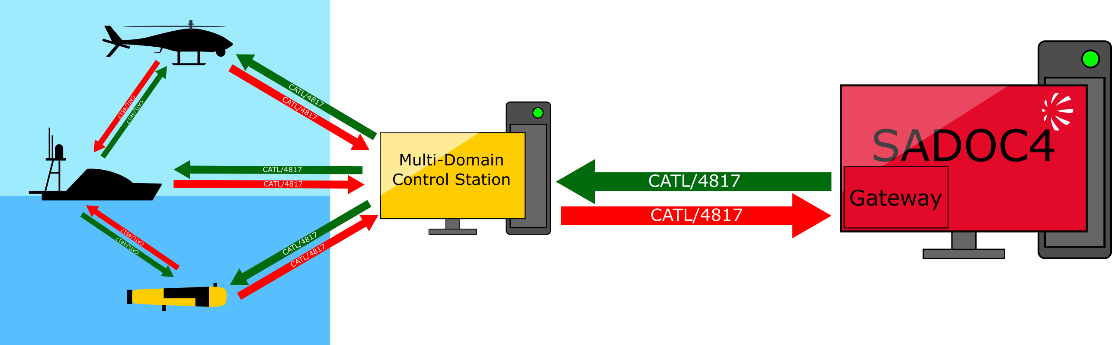 CATL/4817
CATL/4817
CATL/4817
CATL/4817
CATL/4817
CATL/4817
Multi-Domain
Control Station
CATL/4817
CATL/4817
SADOC4
Gateway